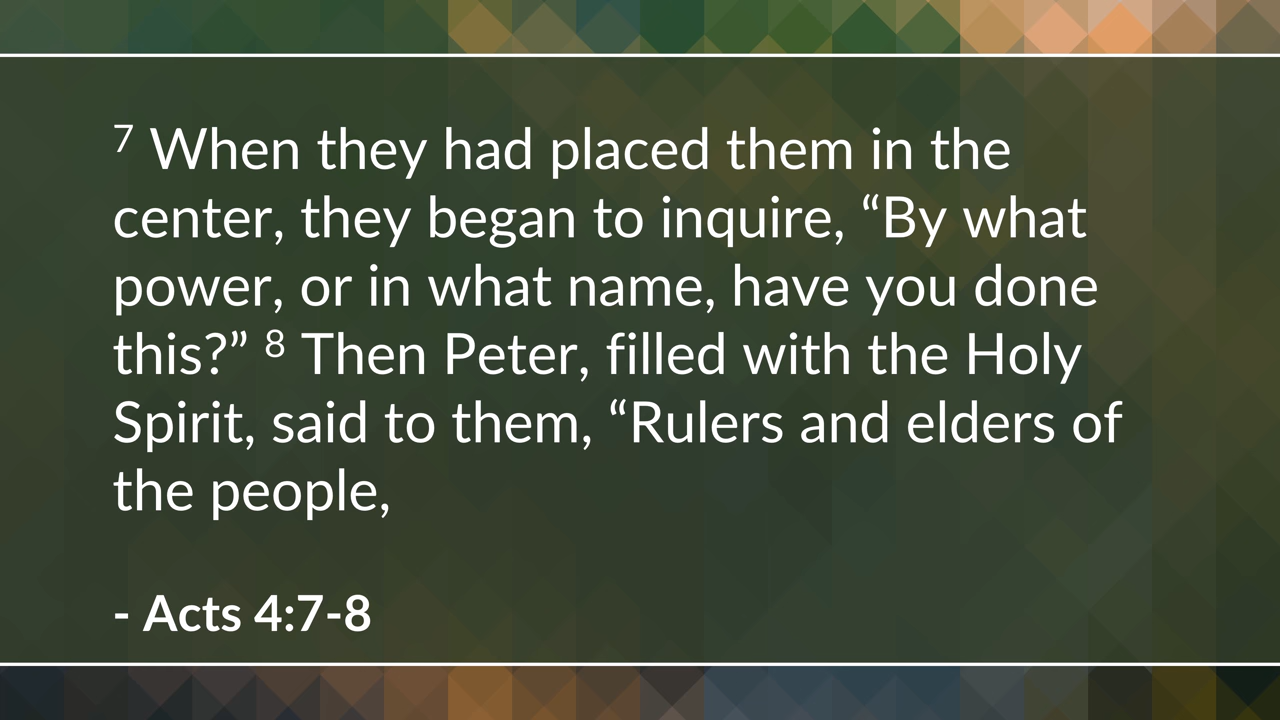 7 When they had placed them in the
center, they began to inquire, “By what
power, or in what name, have you done
this?” 8 Then Peter, filled with the Holy
Spirit, said to them, “Rulers and elders of
the people,
- Acts 4:7-8